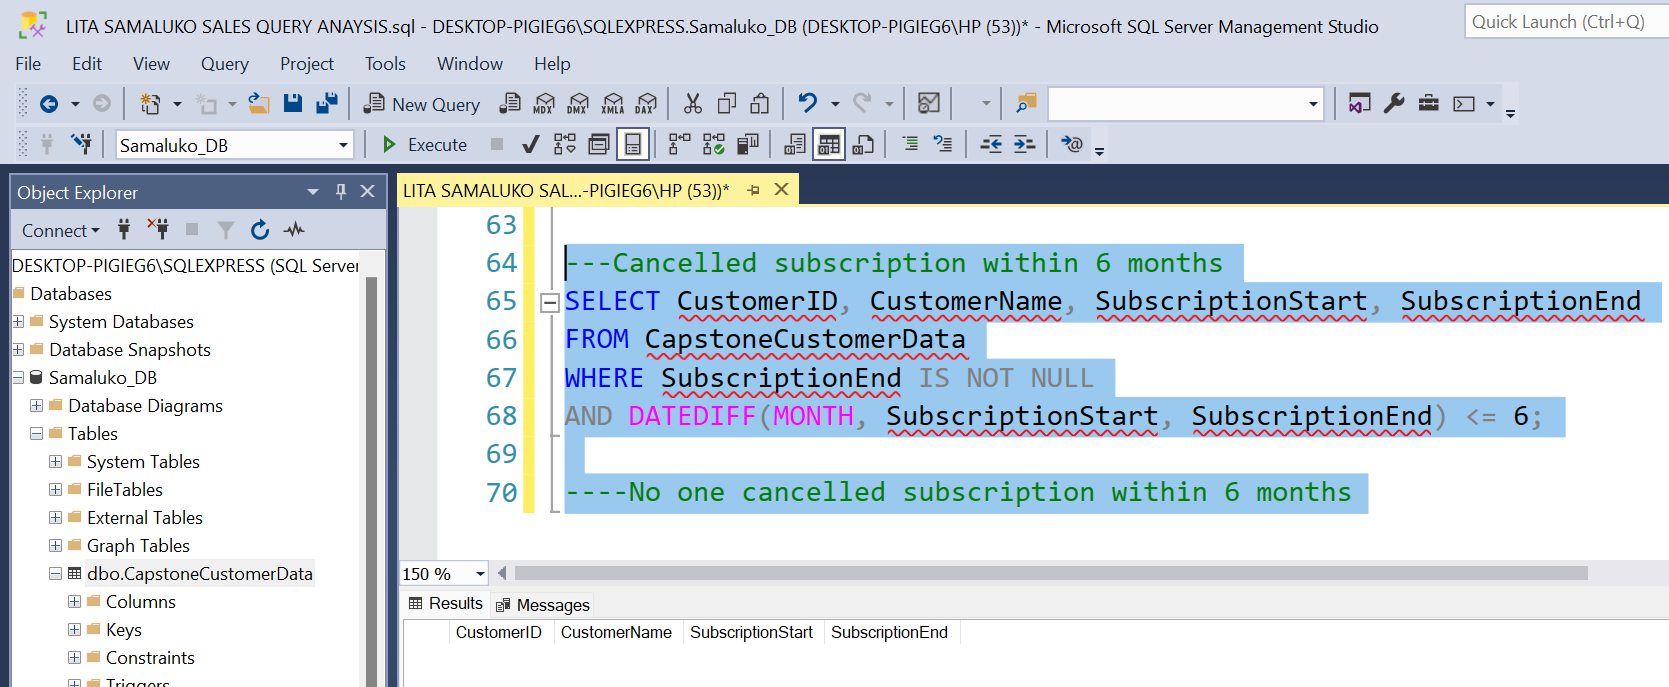 LITA SAMALUKO SALES QUERY ANAYSIS.sql - DESKTOP-PIGIEG6\SQLEXPRESS.Samaluko_DB (DESKTOP-PIGIEG6\HP (53))* - Microsoft SQL Server Management Studio
Quick Launch (Ctrl+Q)
File Edit View Query Project Tools Window Help
New Query MDX DMX XMLA DAX
Samaluko_DB Execute
Object Explorer
LITA SAMALUKO SAL...-PIGIEG6\HP (53))*
Connect
DESKTOP-PIGIEG6\SQLEXPRESS (SQL Server
Databases
System Databases
Database Snapshots
Samaluko_DB
Database Diagrams
Tables
System Tables
FileTables
External Tables
Graph Tables
dbo.CapstoneCustomerData
Columns
Keys
Constraints
Triggers
63
64 ---Cancelled subscription within 6 months
65 SELECT CustomerID, CustomerName, SubscriptionStart, SubscriptionEnd
66 FROM CapstoneCustomerData
67 WHERE SubscriptionEnd IS NOT NULL
68 AND DATEDIFF(MONTH, SubscriptionStart, SubscriptionEnd) <= 6;
69
70 ----No one cancelled subscription within 6 months
150 %
Results Messages
CustomerID CustomerName SubscriptionStart SubscriptionEnd